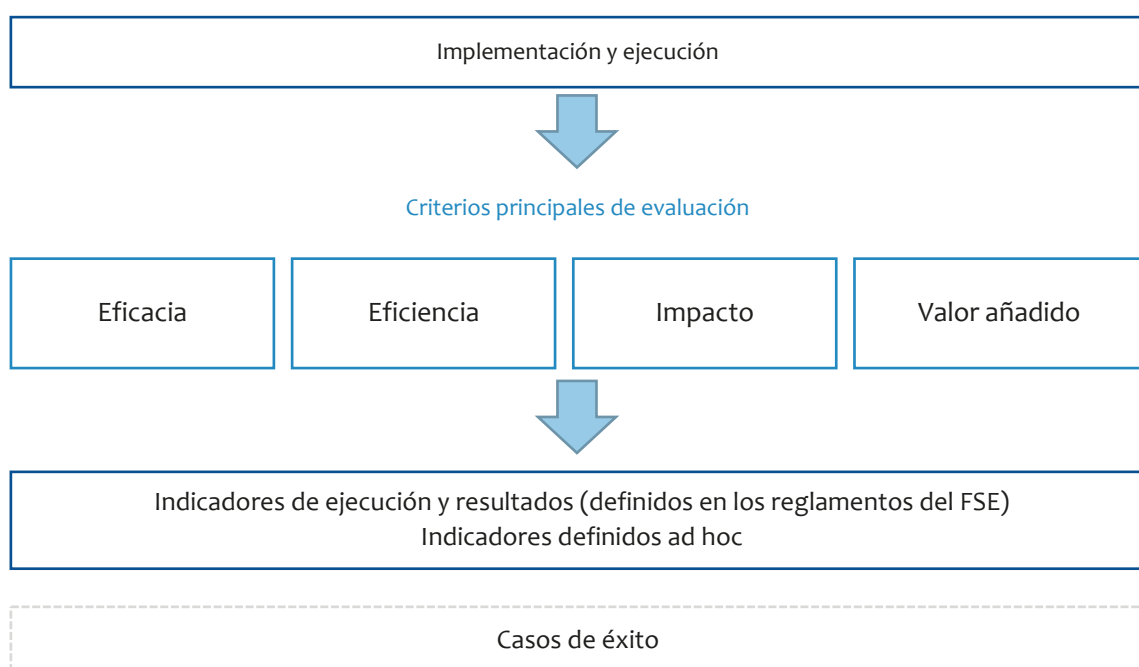 Implementación y ejecución
Criterios principales de evaluación
Eficacia
Eficiencia
Impacto
Valor añadido
Indicadores de ejecución y resultados (definidos en los reglamentos del FSE)
Indicadores definidos ad hoc
Casos de éxito